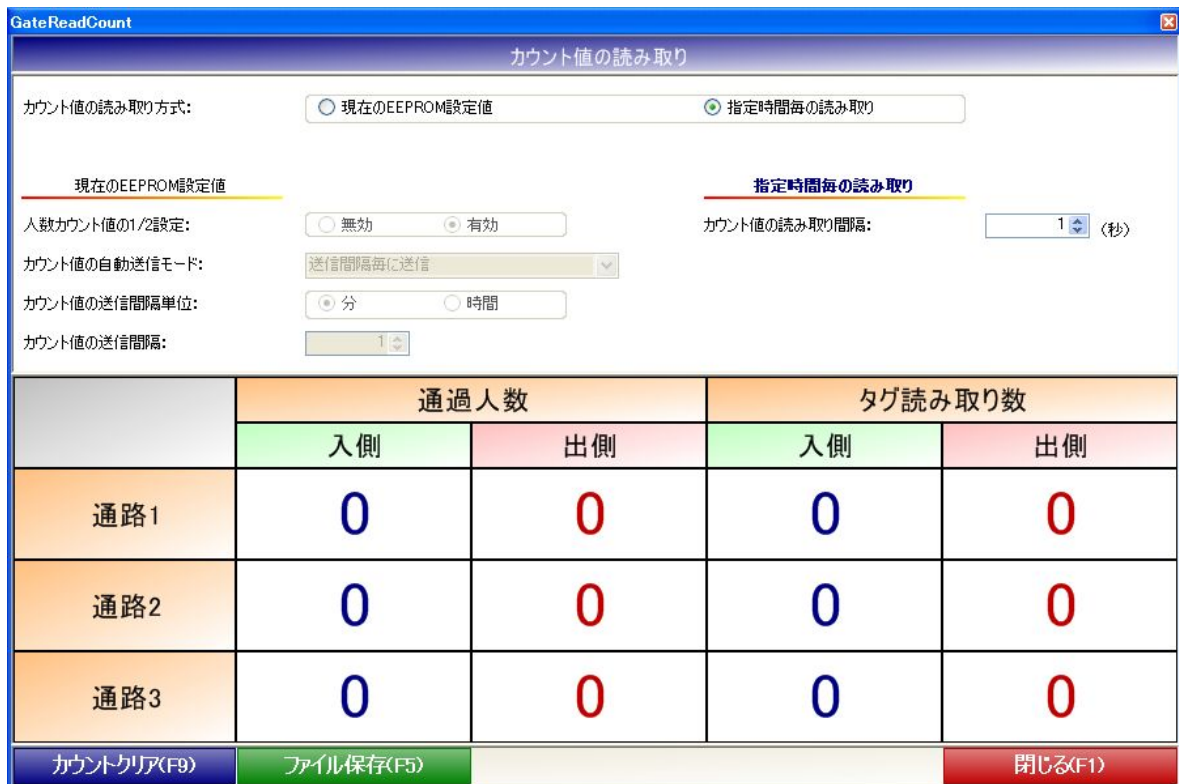 GateReadCount
カウント値の読み取り
カウント値の読み取り方式: 現在のEEPROM設定値 指定時間毎の読み取り
現在のEEPROM設定値 指定時間毎の読み取り
人数カウント値の1/2設定: 無効 有効 カウント値の読み取り間隔: 1 (秒)
カウント値の自動送信モード: 送信間隔毎に送信
カウント値の送信間隔単位: 分 時間
カウント値の送信間隔: 1
通過人数 タグ読み取り数
入側 出側 入側 出側
通路1 0 0 0 0
通路2 0 0 0 0
通路3 0 0 0 0
カウントクリア(F9) ファイル保存(F5) 閉じる(F1)